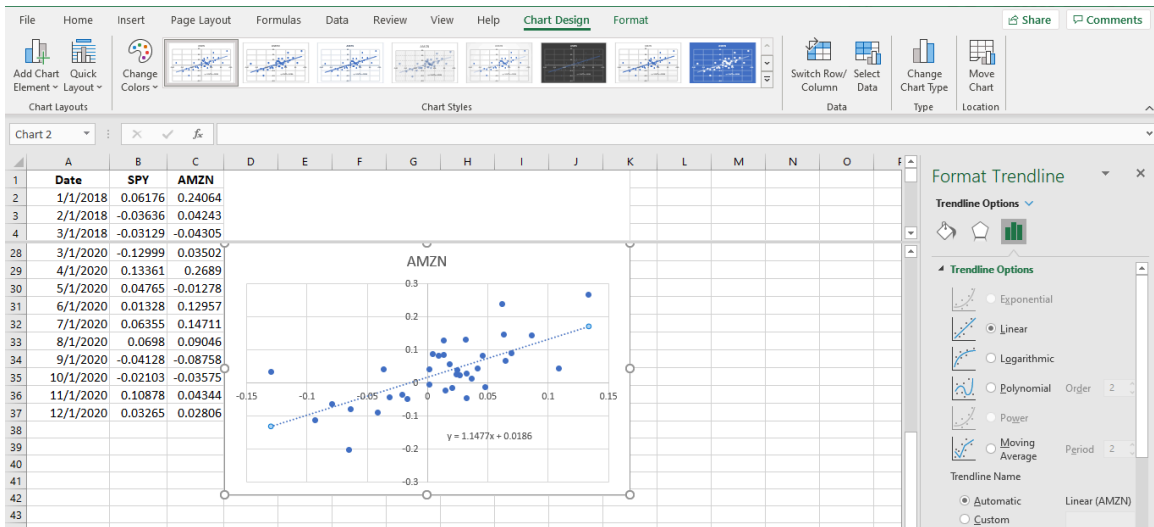 File Home Insert Page Layout Formulas Data Review View Help Chart Design Format Share Comments
Add Chart Element Quick Layout Change Colors Switch Row/ Column Select Data Change Chart Type Move Chart
Chart Layouts Chart Styles Data Type Location
Chart 2 fx
A B C D E F G H I J K L M N O
1 Date SPY AMZN
2 1/1/2018 0.06176 0.24064
3 2/1/2018 -0.03636 0.04243
4 3/1/2018 -0.03129 -0.04305
28 3/1/2020 -0.12999 0.03502
29 4/1/2020 0.13361 0.2689
30 5/1/2020 0.04765 -0.01278
31 6/1/2020 0.01328 0.12957
32 7/1/2020 0.06355 0.14711
33 8/1/2020 0.0698 0.09046
34 9/1/2020 -0.04128 -0.08758
35 10/1/2020 -0.02103 -0.03575
36 11/1/2020 0.10878 0.04344
37 12/1/2020 0.03265 0.02806
38
39
40
41
42
43
AMZN
0.3
0.2
0.1
0
-0.15 -0.1 -0.05 0 0.05 0.1 0.15
-0.1
y = 1.1477x + 0.0186
-0.2
-0.3
Format Trendline
Trendline Options
Trendline Options
Exponential
Linear
Logarithmic
Polynomial Order 2
Power
Moving Average Period 2
Trendline Name
Automatic Linear (AMZN)
Custom